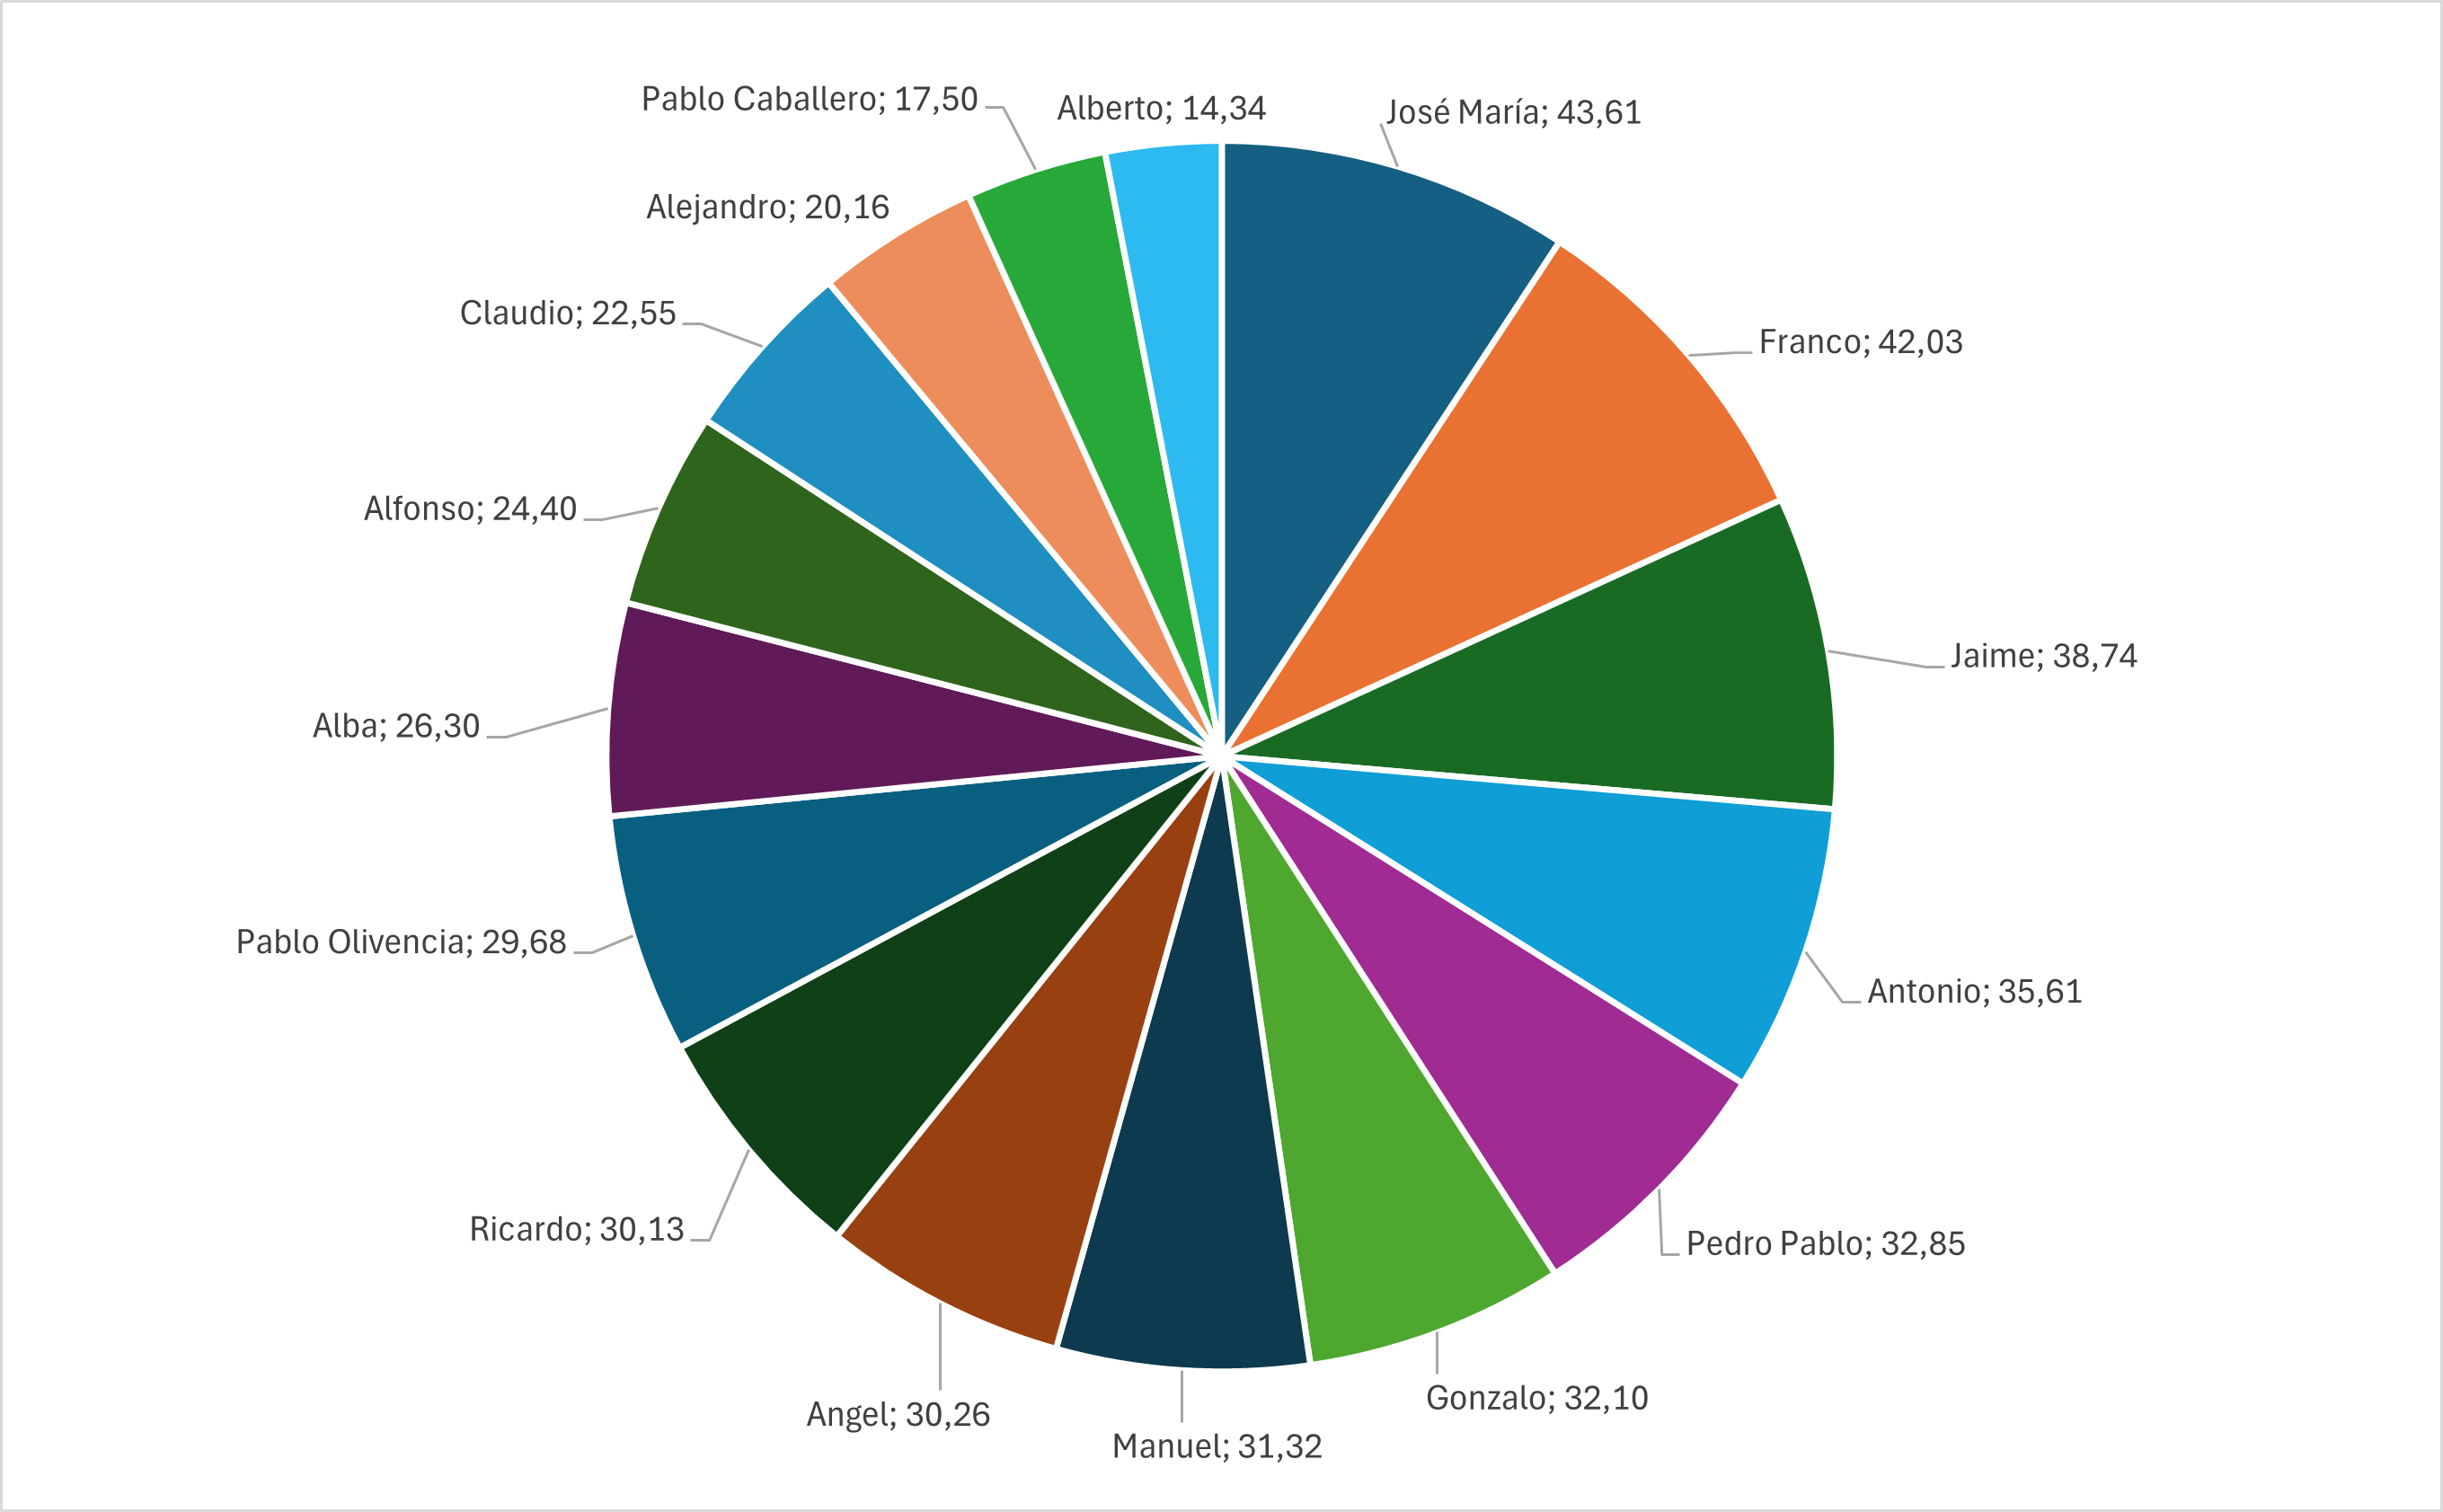 José María; 43,61
Franco; 42,03
Jaime; 38,74
Antonio; 35,61
Pedro Pablo; 32,85
Gonzalo; 32,10
Manuel; 31,32
Angel; 30,26
Ricardo; 30,13
Pablo Olivencia; 29,68
Alba; 26,30
Alfonso; 24,40
Claudio; 22,55
Alejandro; 20,16
Pablo Caballero; 17,50
Alberto; 14,34